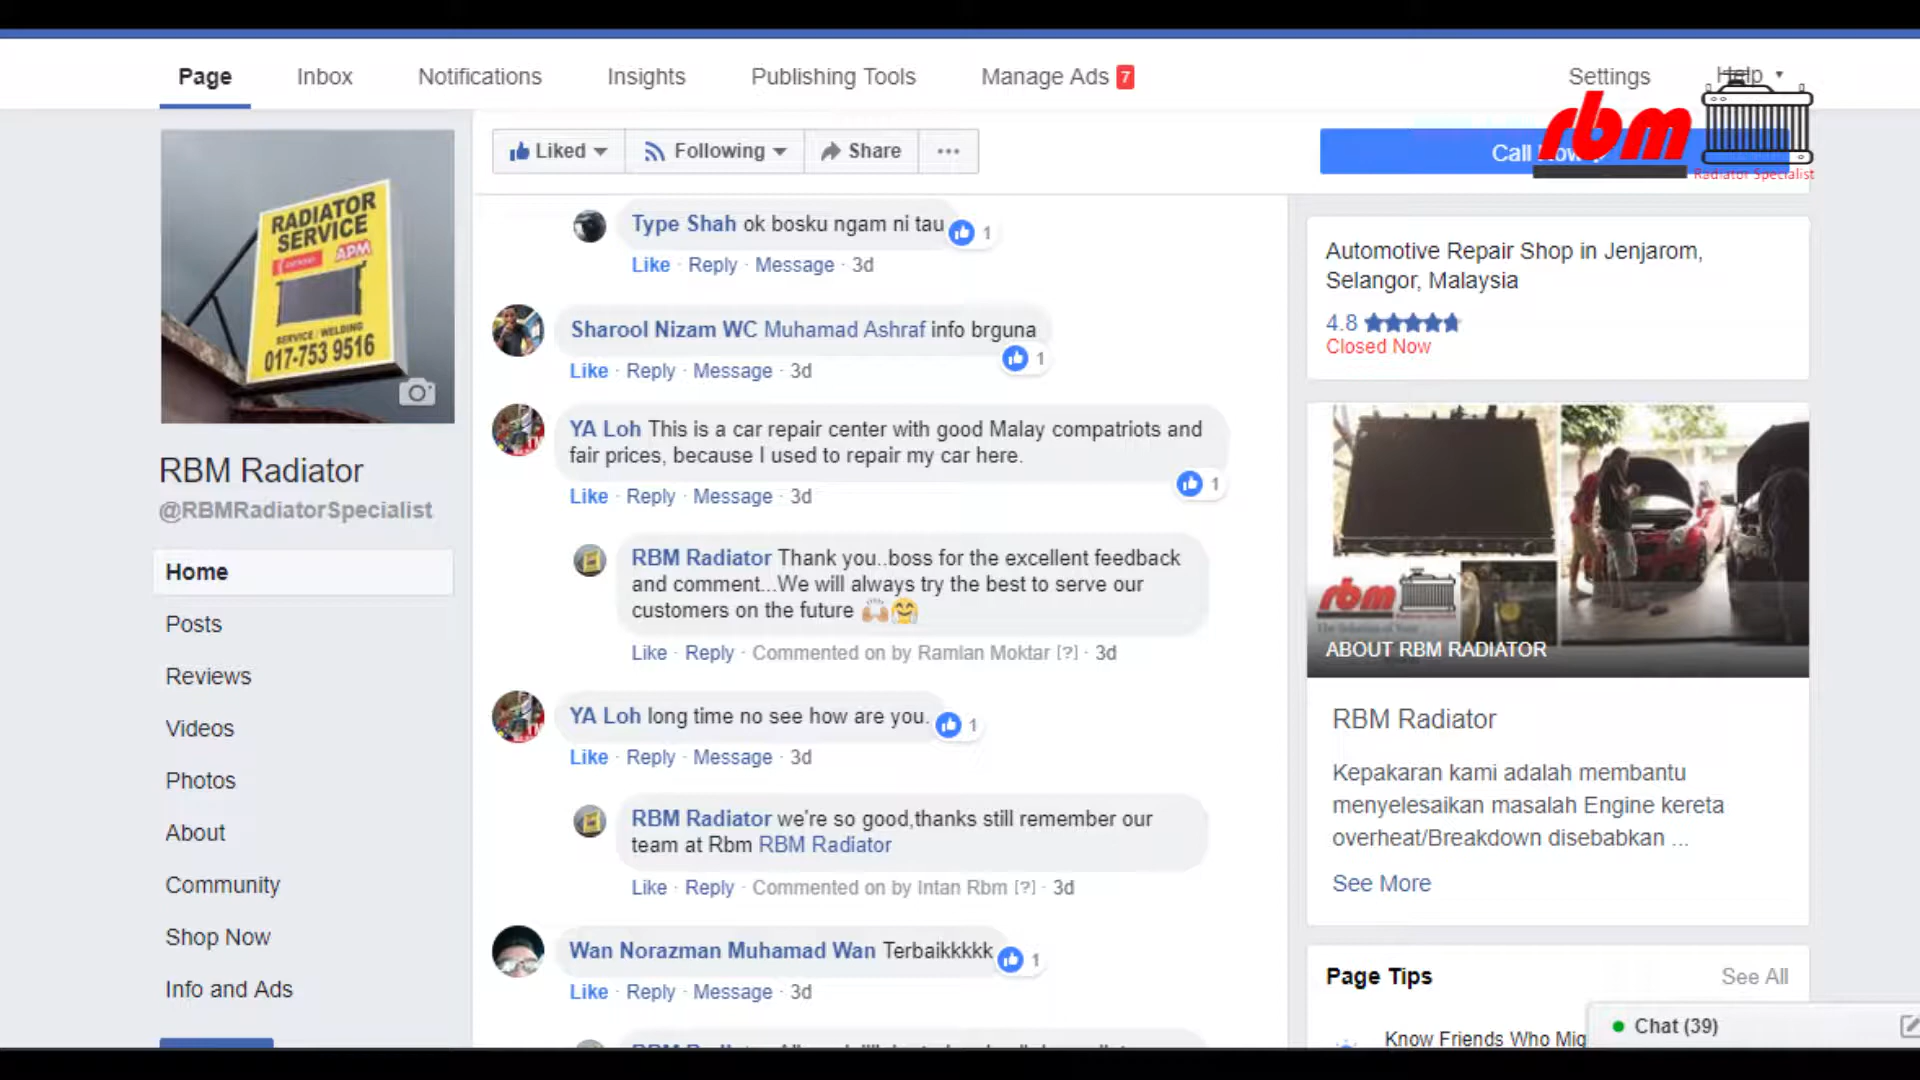 Page Inbox Notifications Insights Publishing Tools Manage Ads 7 Settings Help
Liked Following Share ...
Call Now
rbm
Radiator Specialist
RADIATOR
SERVICE
APM
SERVICE / WELDING
017-753 9516
RBM Radiator
@RBMRadiatorSpecialist
Home
Posts
Reviews
Videos
Photos
About
Community
Shop Now
Info and Ads
Type Shah ok bosku ngam ni tau
1
Like · Reply · Message · 3d
Sharool Nizam WC Muhamad Ashraf info brguna
1
Like · Reply · Message · 3d
YA Loh This is a car repair center with good Malay compatriots and
fair prices, because I used to repair my car here.
1
Like · Reply · Message · 3d
RBM Radiator Thank you..boss for the excellent feedback
and comment...We will always try the best to serve our
customers on the future 🙌🏼🤗
Like · Reply · Commented on by Ramlan Moktar [?] · 3d
YA Loh long time no see how are you.
1
Like · Reply · Message · 3d
RBM Radiator we're so good,thanks still remember our
team at Rbm RBM Radiator
Like · Reply · Commented on by Intan Rbm [?] · 3d
Wan Norazman Muhamad Wan Terbaikkkkk
1
Like · Reply · Message · 3d
Automotive Repair Shop in Jenjarom,
Selangor, Malaysia
4.8 ★★★★★
Closed Now
rbm
ABOUT RBM RADIATOR
RBM Radiator
Kepakaran kami adalah membantu
menyelesaikan masalah Engine kereta
overheat/Breakdown disebabkan ...
See More
Page Tips See All
Know Friends Who
Chat (39)